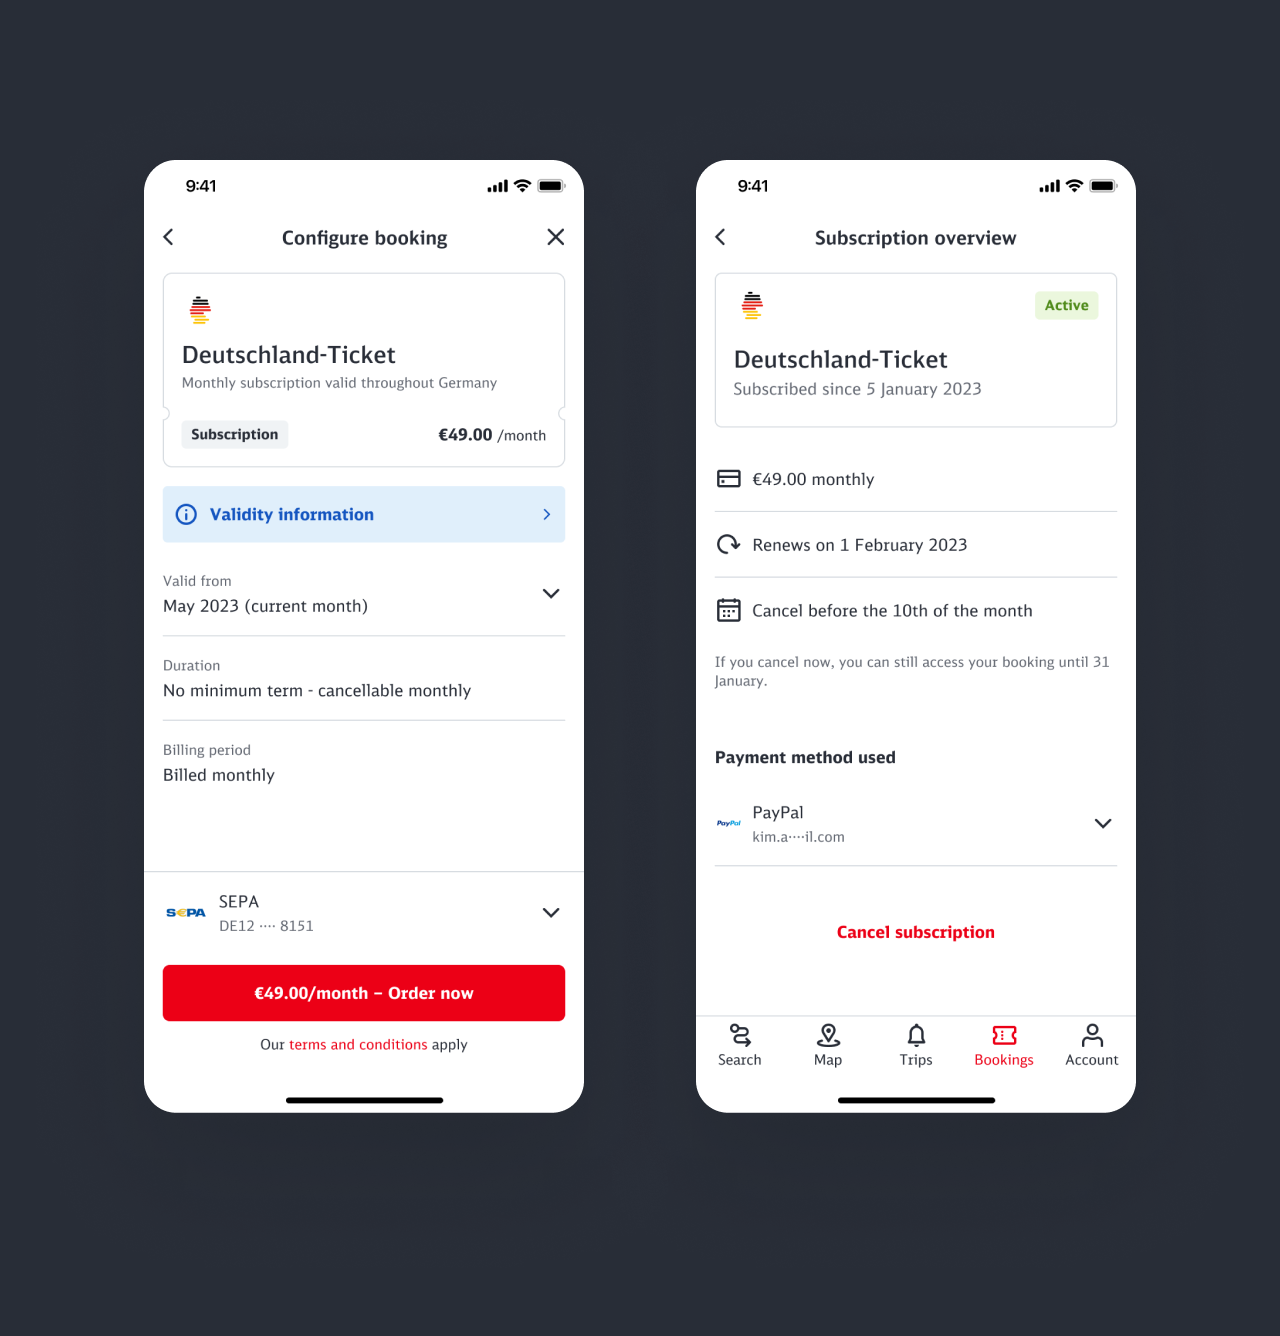 9:41
Configure booking
Deutschland-Ticket
Monthly subscription valid throughout Germany
Subscription
€49.00 /month
Validity information
Valid from
May 2023 (current month)
Duration
No minimum term - cancellable monthly
Billing period
Billed monthly
S€PA
SEPA
DE12 ···· 8151
€49.00/month – Order now
Our terms and conditions apply
9:41
Subscription overview
Active
Deutschland-Ticket
Subscribed since 5 January 2023
€49.00 monthly
Renews on 1 February 2023
Cancel before the 10th of the month
If you cancel now, you can still access your booking until 31
January.
Payment method used
PayPal
PayPal
kim.a····il.com
Cancel subscription
Search
Map
Trips
Bookings
Account